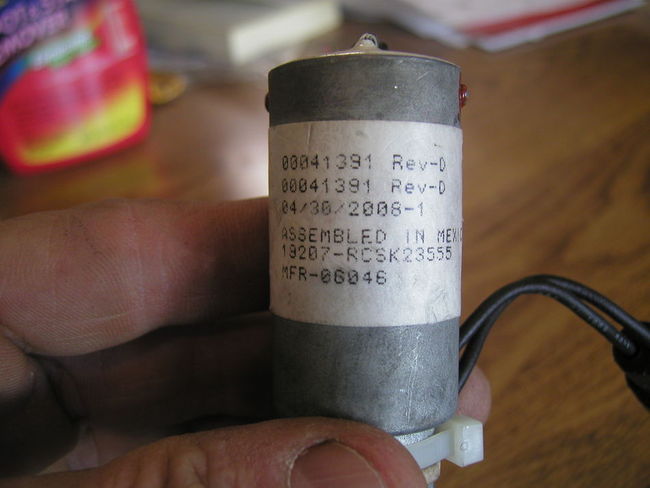 00041391 Rev-D
00041391 Rev-D
04/30/2008-1
ASSEMBLED IN MEXIC
19207-RCSK23555
MFR-06046